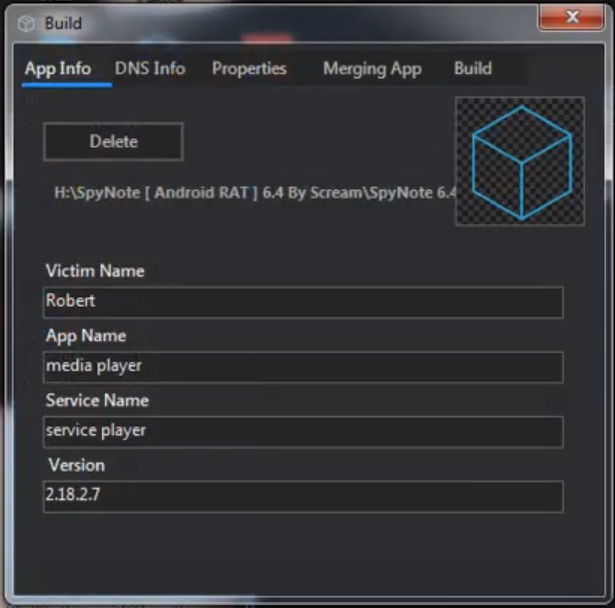 Build
App Info DNS Info Properties Merging App Build
Delete
H:\SpyNote [ Android RAT ] 6.4 By Scream\SpyNote 6.4
Victim Name
Robert
App Name
media player
Service Name
service player
Version
2.18.2.7